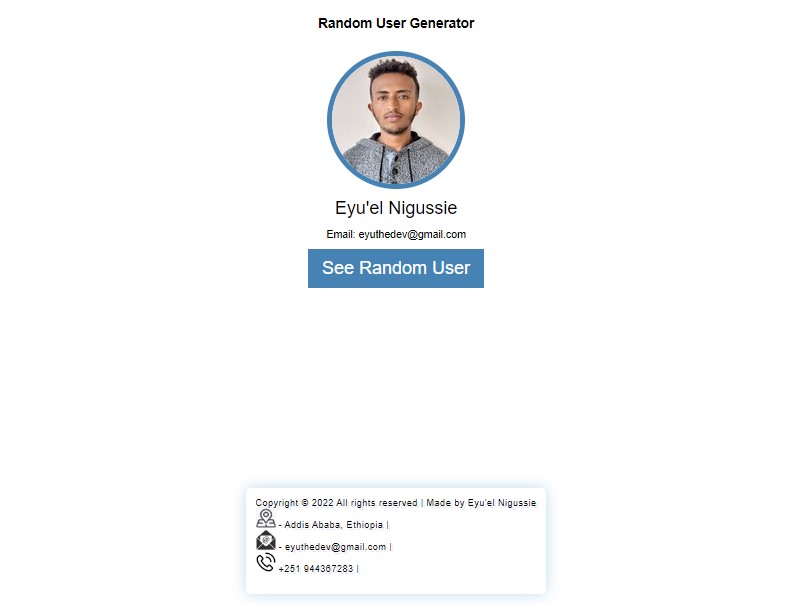 Random User Generator
Eyu'el Nigussie
Email: eyuthedev@gmail.com
See Random User
Copyright © 2022 All rights reserved | Made by Eyu'el Nigussie
- Addis Ababa, Ethiopia |
- eyuthedev@gmail.com |
+251 944367283 |